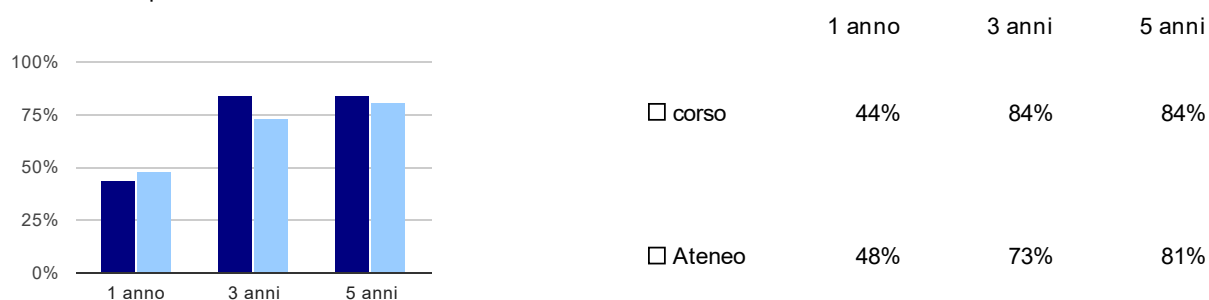 1 anno 3 anni 5 anni
100%
75%
50%
25%
0%
1 anno 3 anni 5 anni
corso 44% 84% 84%
Ateneo 48% 73% 81%